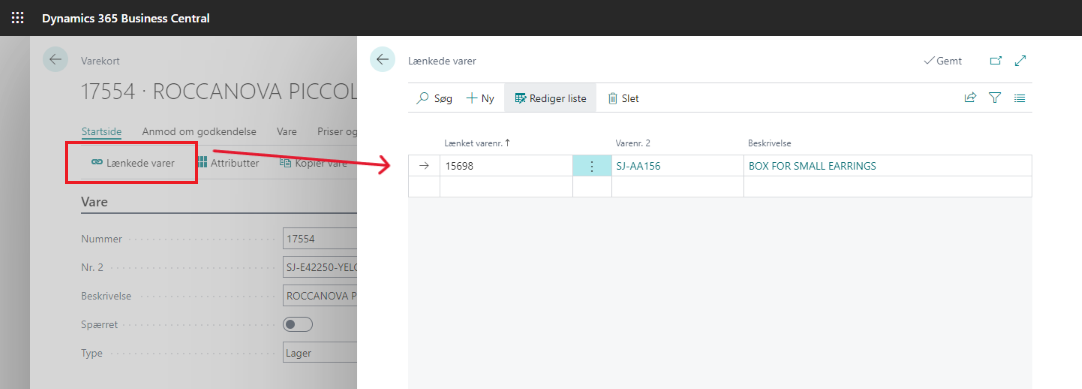 Dynamics 365 Business Central
Varekort
17554 · ROCCANOVA PICCOL
Startside Anmod om godkendelse Vare Priser og
Lænkede varer Attributter Kopier vare
Vare
Nummer 17554
Nr. 2 SJ-E42250-YELG
Beskrivelse ROCCANOVA P
Spærret
Type Lager
Lænkede varer Gemt
Søg Ny Rediger liste Slet
Lænket varenr. ↑ Varenr. 2 Beskrivelse
15698 SJ-AA156 BOX FOR SMALL EARRINGS